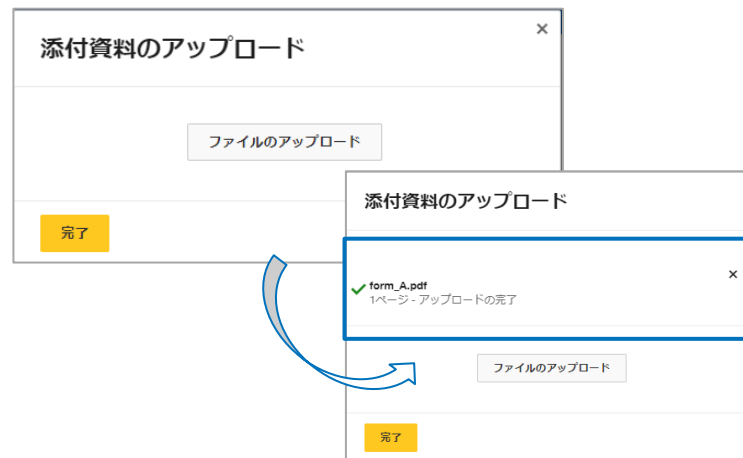 添付資料のアップロード
×
ファイルのアップロード
完了
添付資料のアップロード
form_A.pdf
×
1ページ - アップロードの完了
ファイルのアップロード
完了